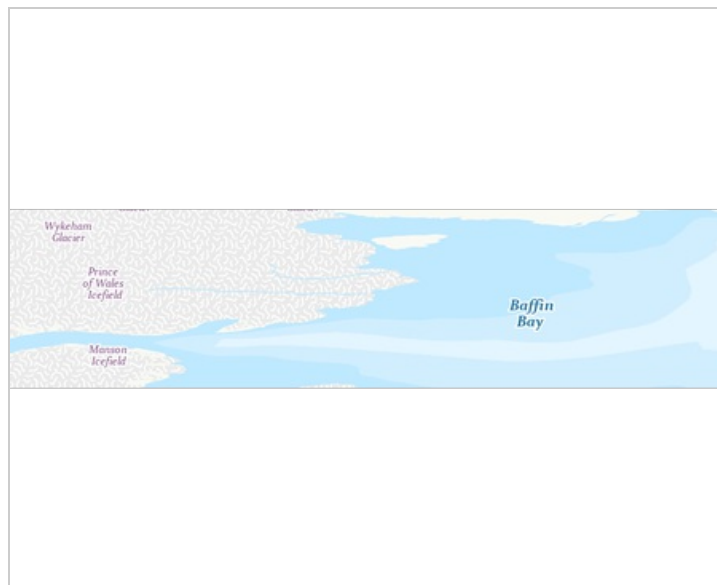 Wykeham
Glacier
Prince
of Wales
Icefield
Baffin
Bay
Manson
Icefield